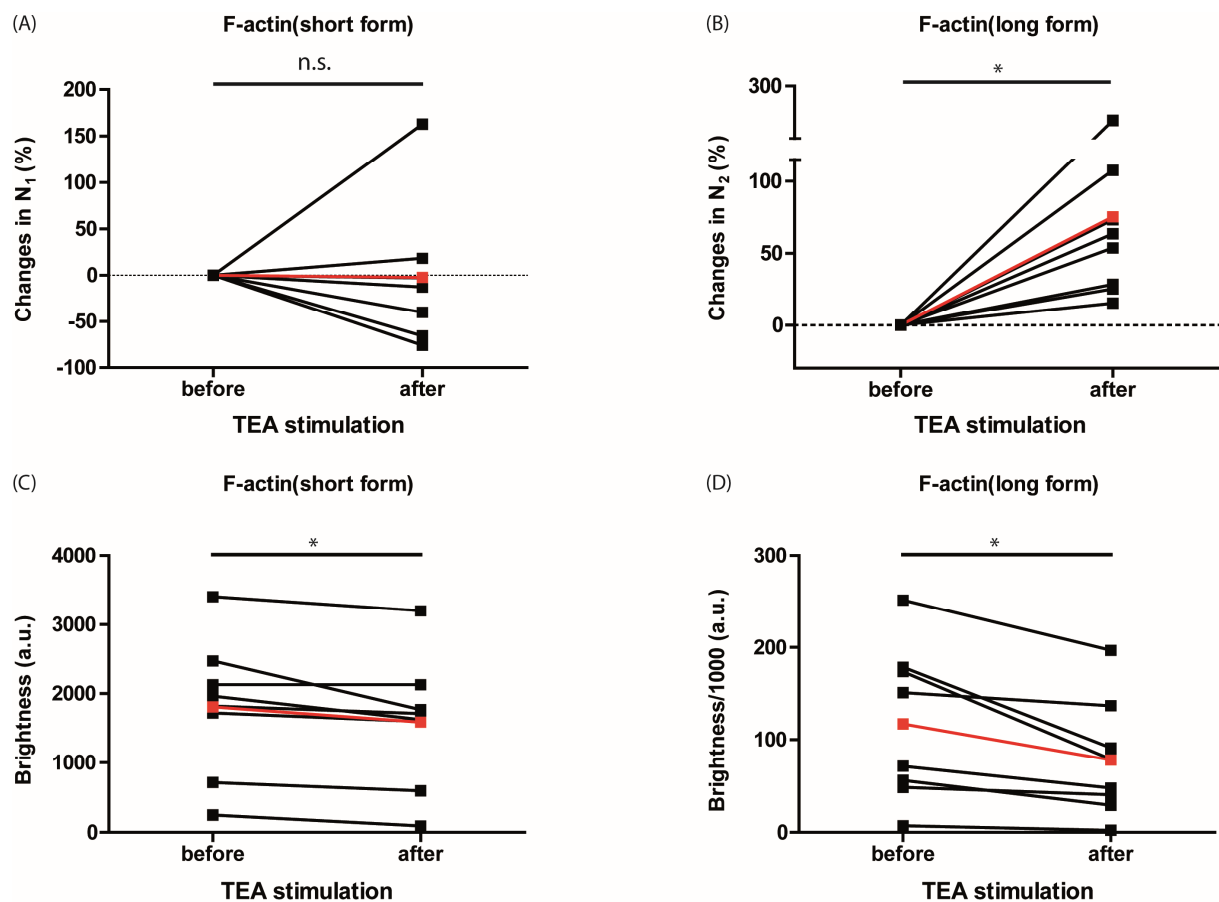 (A)
F-actin(short form)
n.s.
200
150
100
50
0
-50
-100
Changes in N1 (%)
before
after
TEA stimulation
(B)
F-actin(long form)
*
300
100
50
0
Changes in N2 (%)
before
after
TEA stimulation
(C)
F-actin(short form)
*
4000
3000
2000
1000
0
Brightness (a.u.)
before
after
TEA stimulation
(D)
F-actin(long form)
*
300
200
100
0
Brightness/1000 (a.u.)
before
after
TEA stimulation